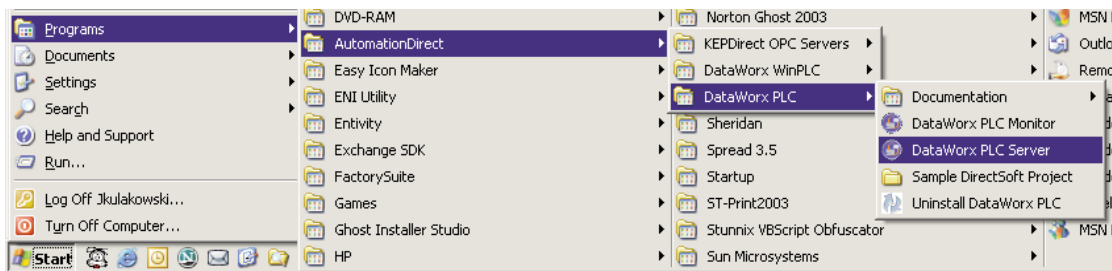 Programs
Documents
Settings
Search
Help and Support
Run...
Log Off Jkulakowski...
Turn Off Computer...
Start
DVD-RAM
AutomationDirect
Easy Icon Maker
ENI Utility
Entivity
Exchange SDK
FactorySuite
Games
Ghost Installer Studio
HP
Norton Ghost 2003
KEPDirect OPC Servers
DataWorx WinPLC
DataWorx PLC
Sheridan
Spread 3.5
Startup
ST-Print2003
Stunnix VBScript Obfuscator
Sun Microsystems
Documentation
DataWorx PLC Monitor
DataWorx PLC Server
Sample DirectSoft Project
Uninstall DataWorx PLC
MSN
Outlo
Remo
MSN